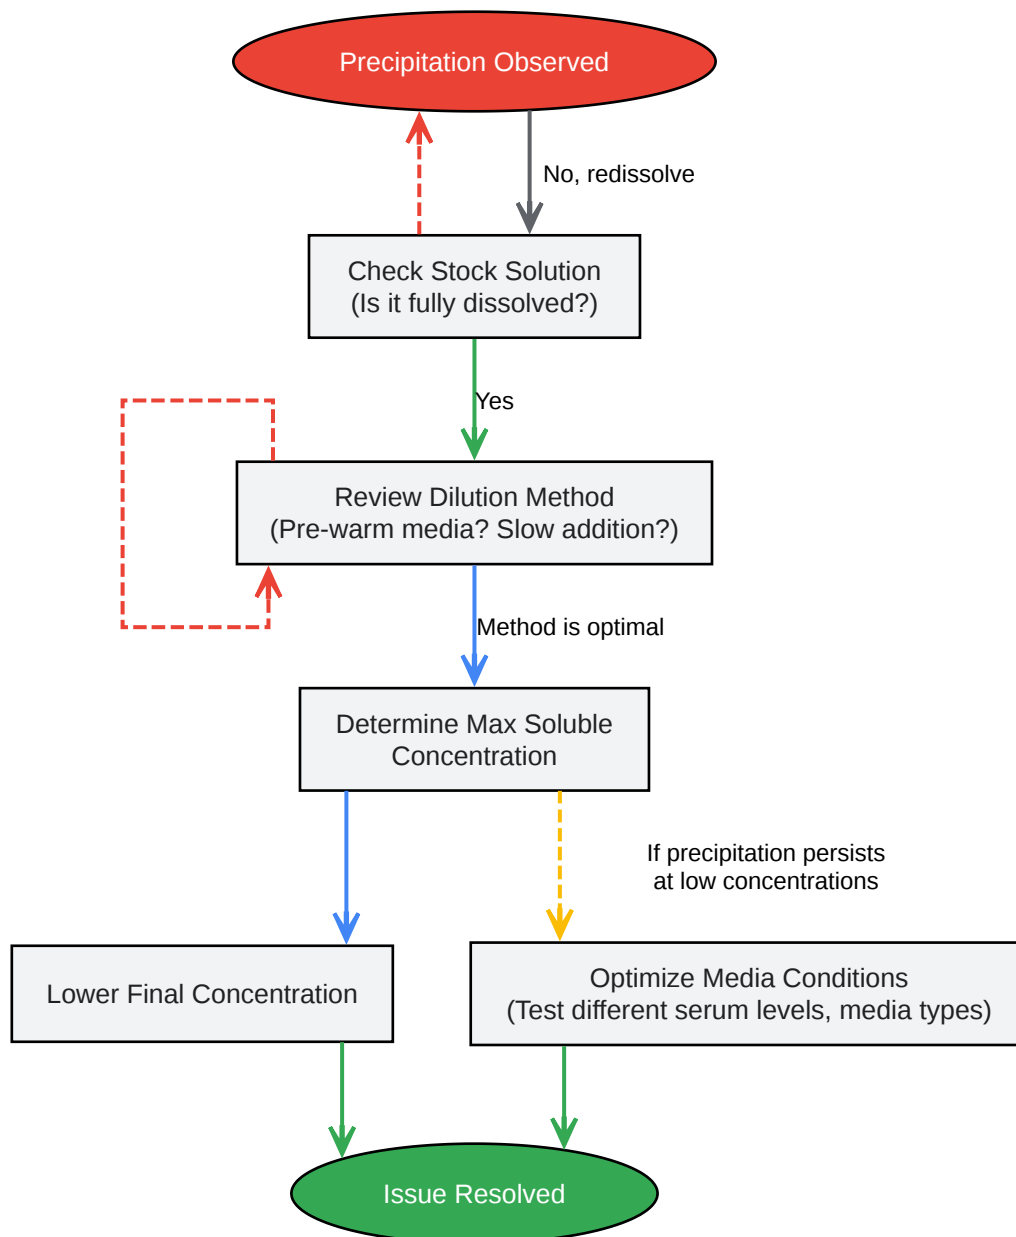 Precipitation Observed
No, redissolve
Check Stock Solution
(Is it fully dissolved?)
Yes
Review Dilution Method
(Pre-warm media? Slow addition?)
Method is optimal
Determine Max Soluble
Concentration
If precipitation persists
at low concentrations
Lower Final Concentration
Optimize Media Conditions
(Test different serum levels, media types)
Issue Resolved